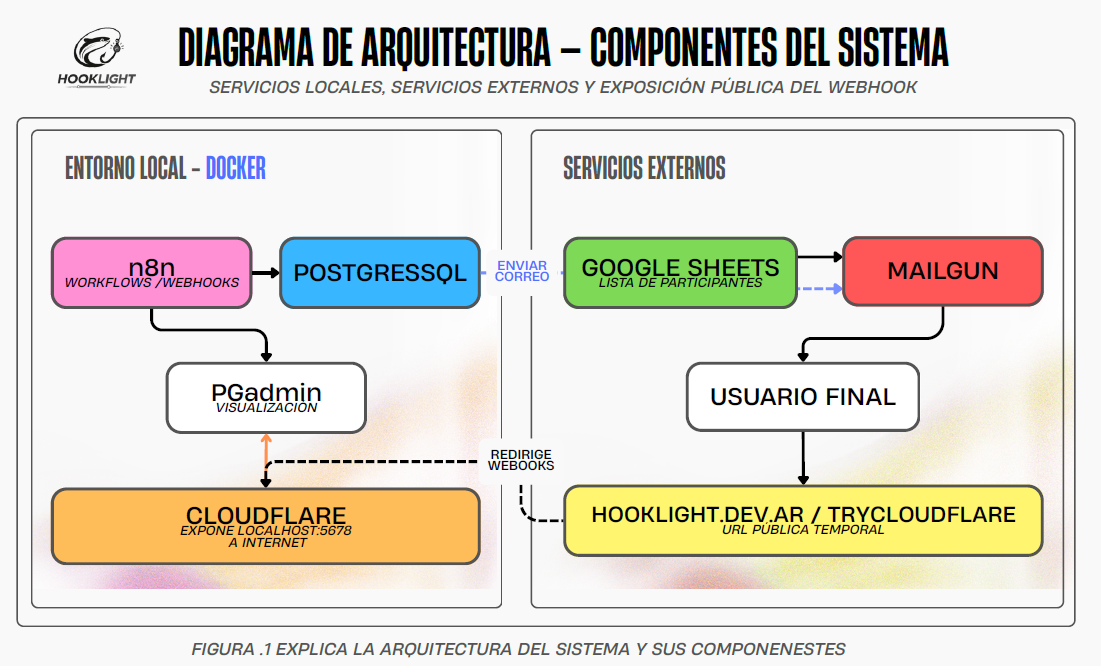 HOOKLIGHT
DIAGRAMA DE ARQUITECTURA – COMPONENTES DEL SISTEMA
SERVICIOS LOCALES, SERVICIOS EXTERNOS Y EXPOSICIÓN PÚBLICA DEL WEBHOOK
ENTORNO LOCAL – DOCKER
SERVICIOS EXTERNOS
n8n
WORKFLOWS /WEBHOOKS
POSTGRESSQL
ENVIAR
CORREO
GOOGLE SHEETS
LISTA DE PARTICIPANTES
MAILGUN
PGadmin
VISUALIZACION
USUARIO FINAL
REDIRIGE
WEBOOKS
CLOUDFLARE
EXPONE LOCALHOST:5678
A INTERNET
HOOKLIGHT.DEV.AR / TRYCLOUDFLARE
URL PÚBLICA TEMPORAL
FIGURA .1 EXPLICA LA ARQUITECTURA DEL SISTEMA Y SUS COMPONENESTES